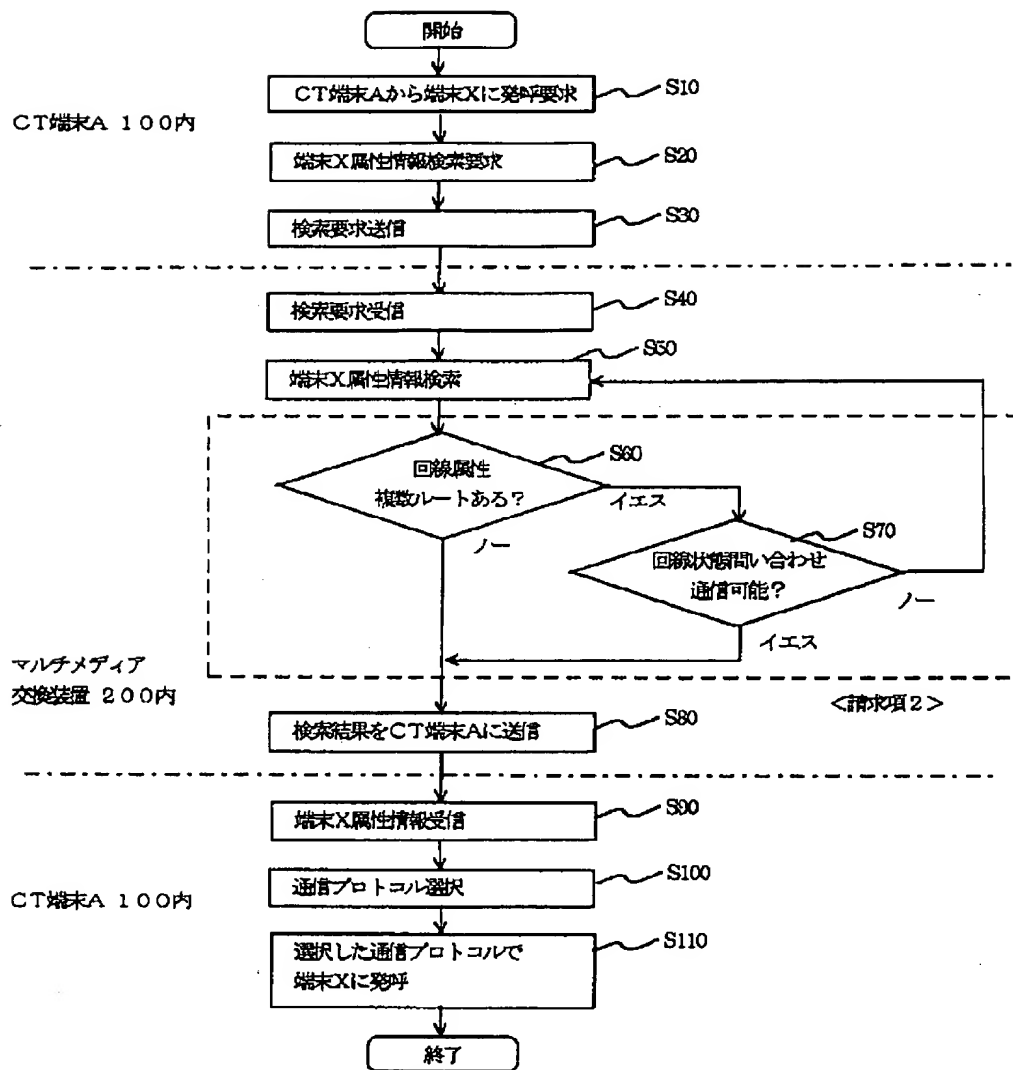 開始
CT端末Aから端末Xに発呼要求
S10
CT端末A 100内
端末X属性情報検索要求
S20
検索要求送信
S30
検索要求受信
S40
端末X属性情報検索
S50
回線属性
複数ルートある?
S60
イエス
ノー
回線状態問い合わせ
通信可能?
S70
ノー
イエス
マルチメディア
交換装置 200内
<請求項2>
検索結果をCT端末Aに送信
S80
端末X属性情報受信
S90
通信プロトコル選択
S100
CT端末A 100内
選択した通信プロトコルで
端末Xに発呼
S110
終了